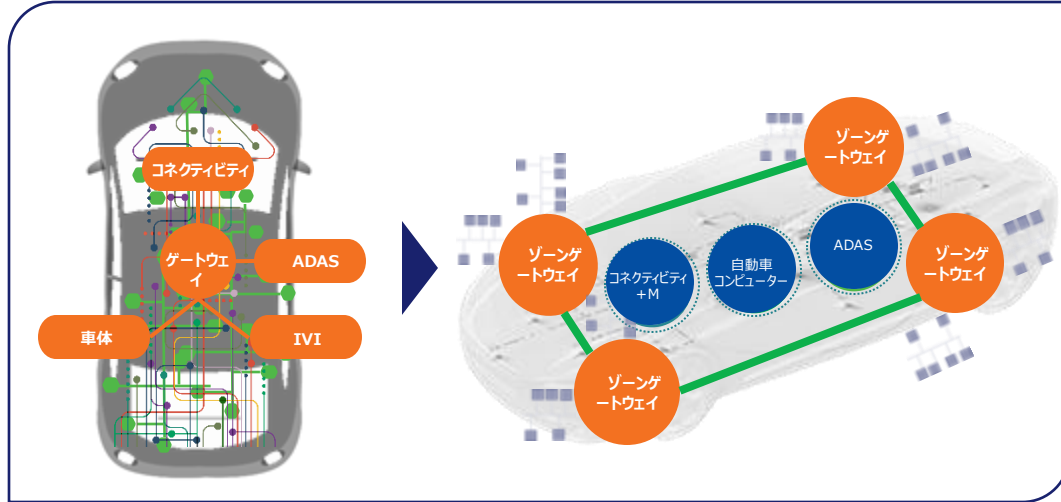 コネクティビティ
ゲートウェ
イ
ADAS
車体
IVI
ゾーンゲ
ートウェイ
ゾーンゲ
ートウェイ
コネクティビティ
+M
自動車
コンピューター
ADAS
ゾーンゲ
ートウェイ
ゾーンゲ
ートウェイ